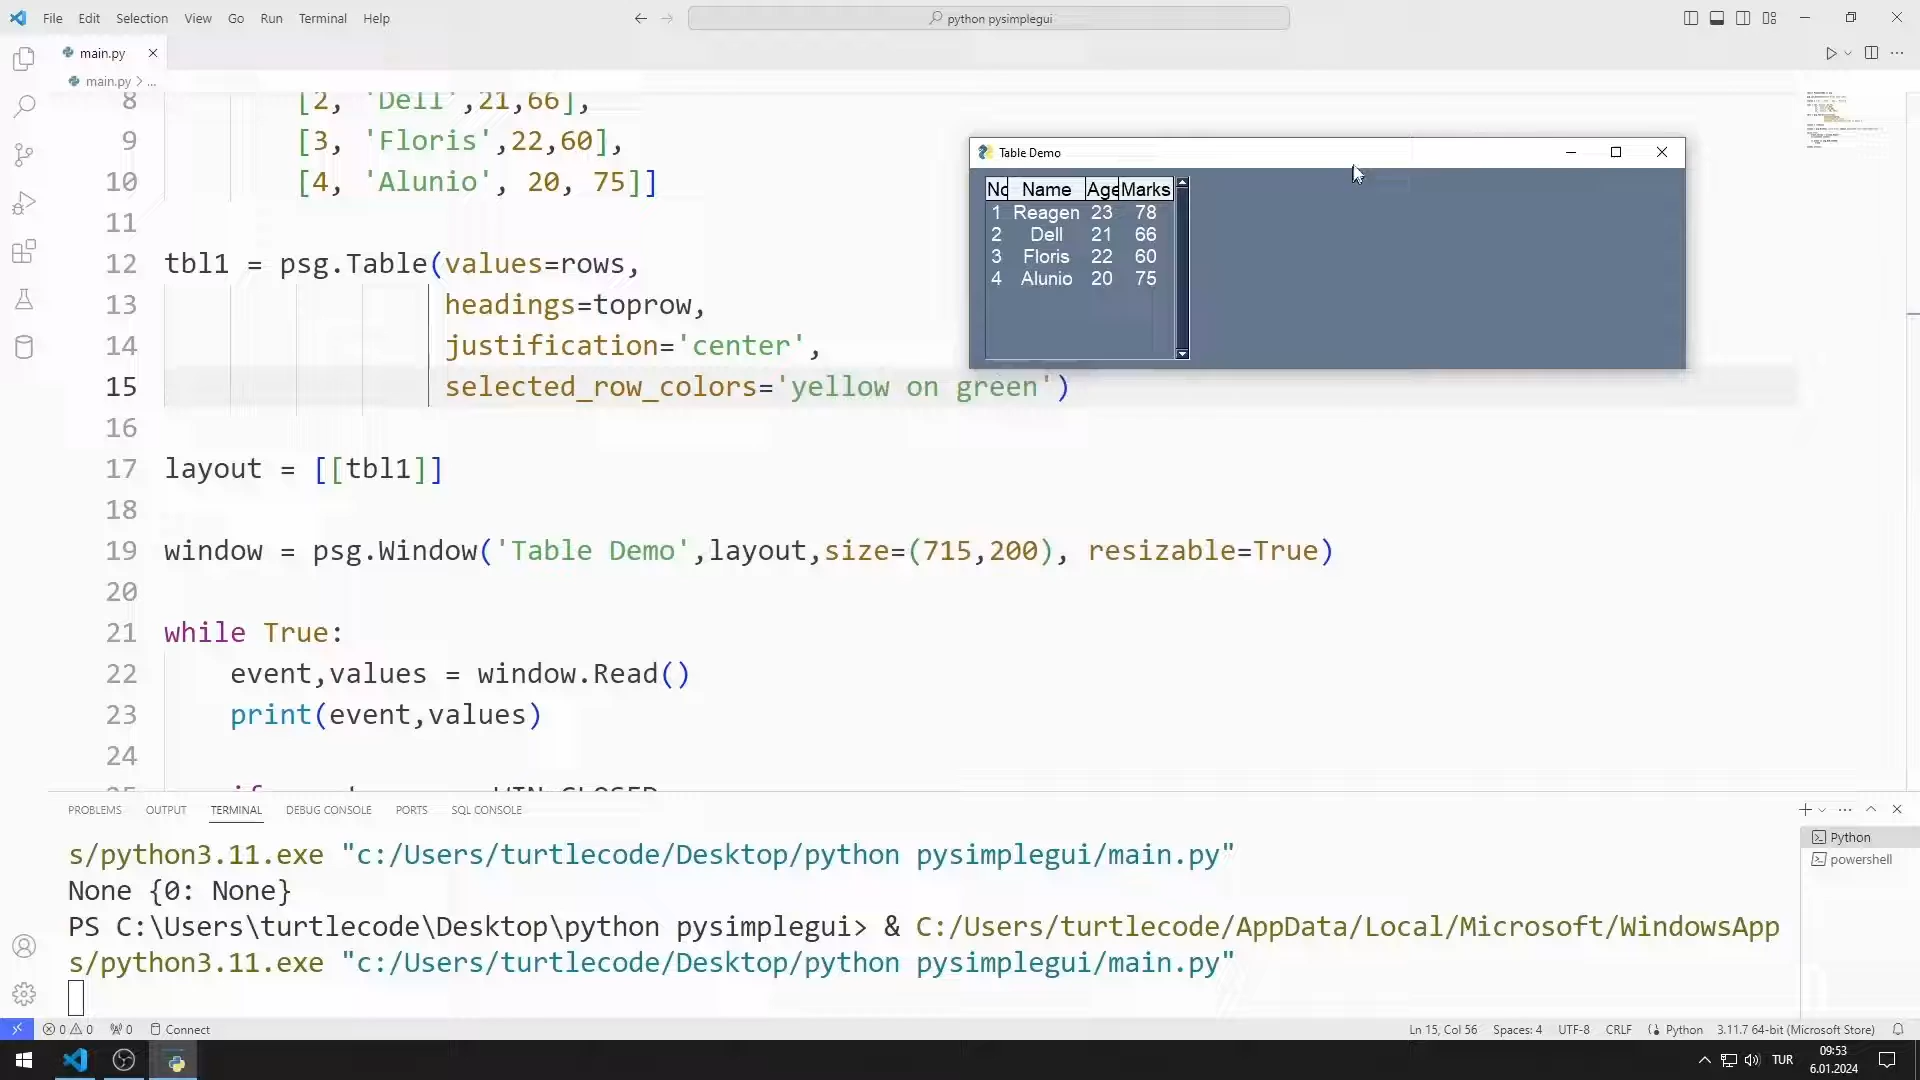 File Edit Selection View Go Run Terminal Help
python pysimplegui
main.py
main.py > ...
8 [2, 'Dell',21,66],
9 [3, 'Floris',22,60],
10 [4, 'Alunio', 20, 75]]
11
12 tbl1 = psg.Table(values=rows,
13 headings=toprow,
14 justification='center',
15 selected_row_colors='yellow on green')
16
17 layout = [[tbl1]]
18
19 window = psg.Window('Table Demo',layout,size=(715,200), resizable=True)
20
21 while True:
22 event,values = window.Read()
23 print(event,values)
24
Table Demo
No Name Age Marks
1 Reagen 23 78
2 Dell 21 66
3 Floris 22 60
4 Alunio 20 75
PROBLEMS OUTPUT TERMINAL DEBUG CONSOLE PORTS SQL CONSOLE
s/python3.11.exe "c:/Users/turtlecode/Desktop/python pysimplegui/main.py"
None {0: None}
PS C:\Users\turtlecode\Desktop\python pysimplegui> & C:/Users/turtlecode/AppData/Local/Microsoft/WindowsApp
s/python3.11.exe "c:/Users/turtlecode/Desktop/python pysimplegui/main.py"
Python
powershell
0 0 0 Connect
Ln 15, Col 56 Spaces: 4 UTF-8 CRLF Python 3.11.7 64-bit (Microsoft Store)
TUR
09:53
6.01.2024